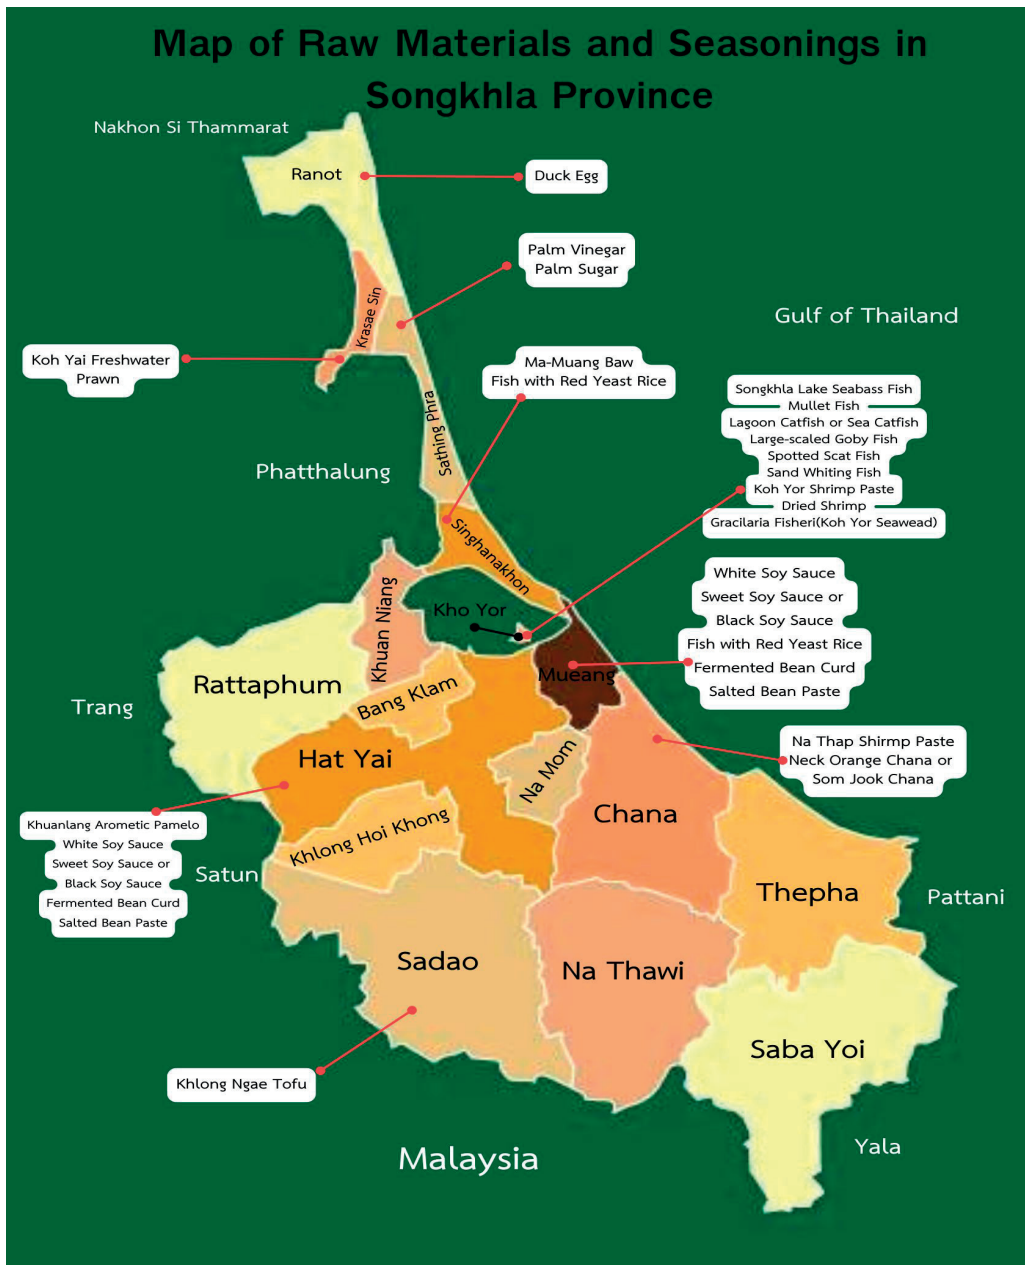 Map of Raw Materials and Seasonings in
Songkhla Province
Nakhon Si Thammarat
Ranot
Duck Egg
Palm Vinegar
Palm Sugar
Krasae Sin
Gulf of Thailand
Koh Yai Freshwater
Prawn
Ma-Muang Baw
Fish with Red Yeast Rice
Sathing Phra
Songkhla Lake Seabass Fish
Mullet Fish
Lagoon Catfish or Sea Catfish
Large-scaled Goby Fish
Spotted Scat Fish
Sand Whiting Fish
Koh Yor Shrimp Paste
Dried Shrimp
Gracilaria Fisheri(Koh Yor Seawead)
Phatthalung
Singhanakhon
Khuan Niang
Kho Yor
White Soy Sauce
Sweet Soy Sauce or
Black Soy Sauce
Fish with Red Yeast Rice
Fermented Bean Curd
Salted Bean Paste
Mueang
Rattaphum
Bang Klam
Trang
Hat Yai
Na Mom
Na Thap Shirmp Paste
Neck Orange Chana or
Som Jook Chana
Chana
Khuanlang Arometic Pamelo
White Soy Sauce
Sweet Soy Sauce or
Black Soy Sauce
Fermented Bean Curd
Salted Bean Paste
Khlong Hoi Khong
Satun
Thepha
Pattani
Sadao
Na Thawi
Saba Yoi
Khlong Ngae Tofu
Malaysia
Yala